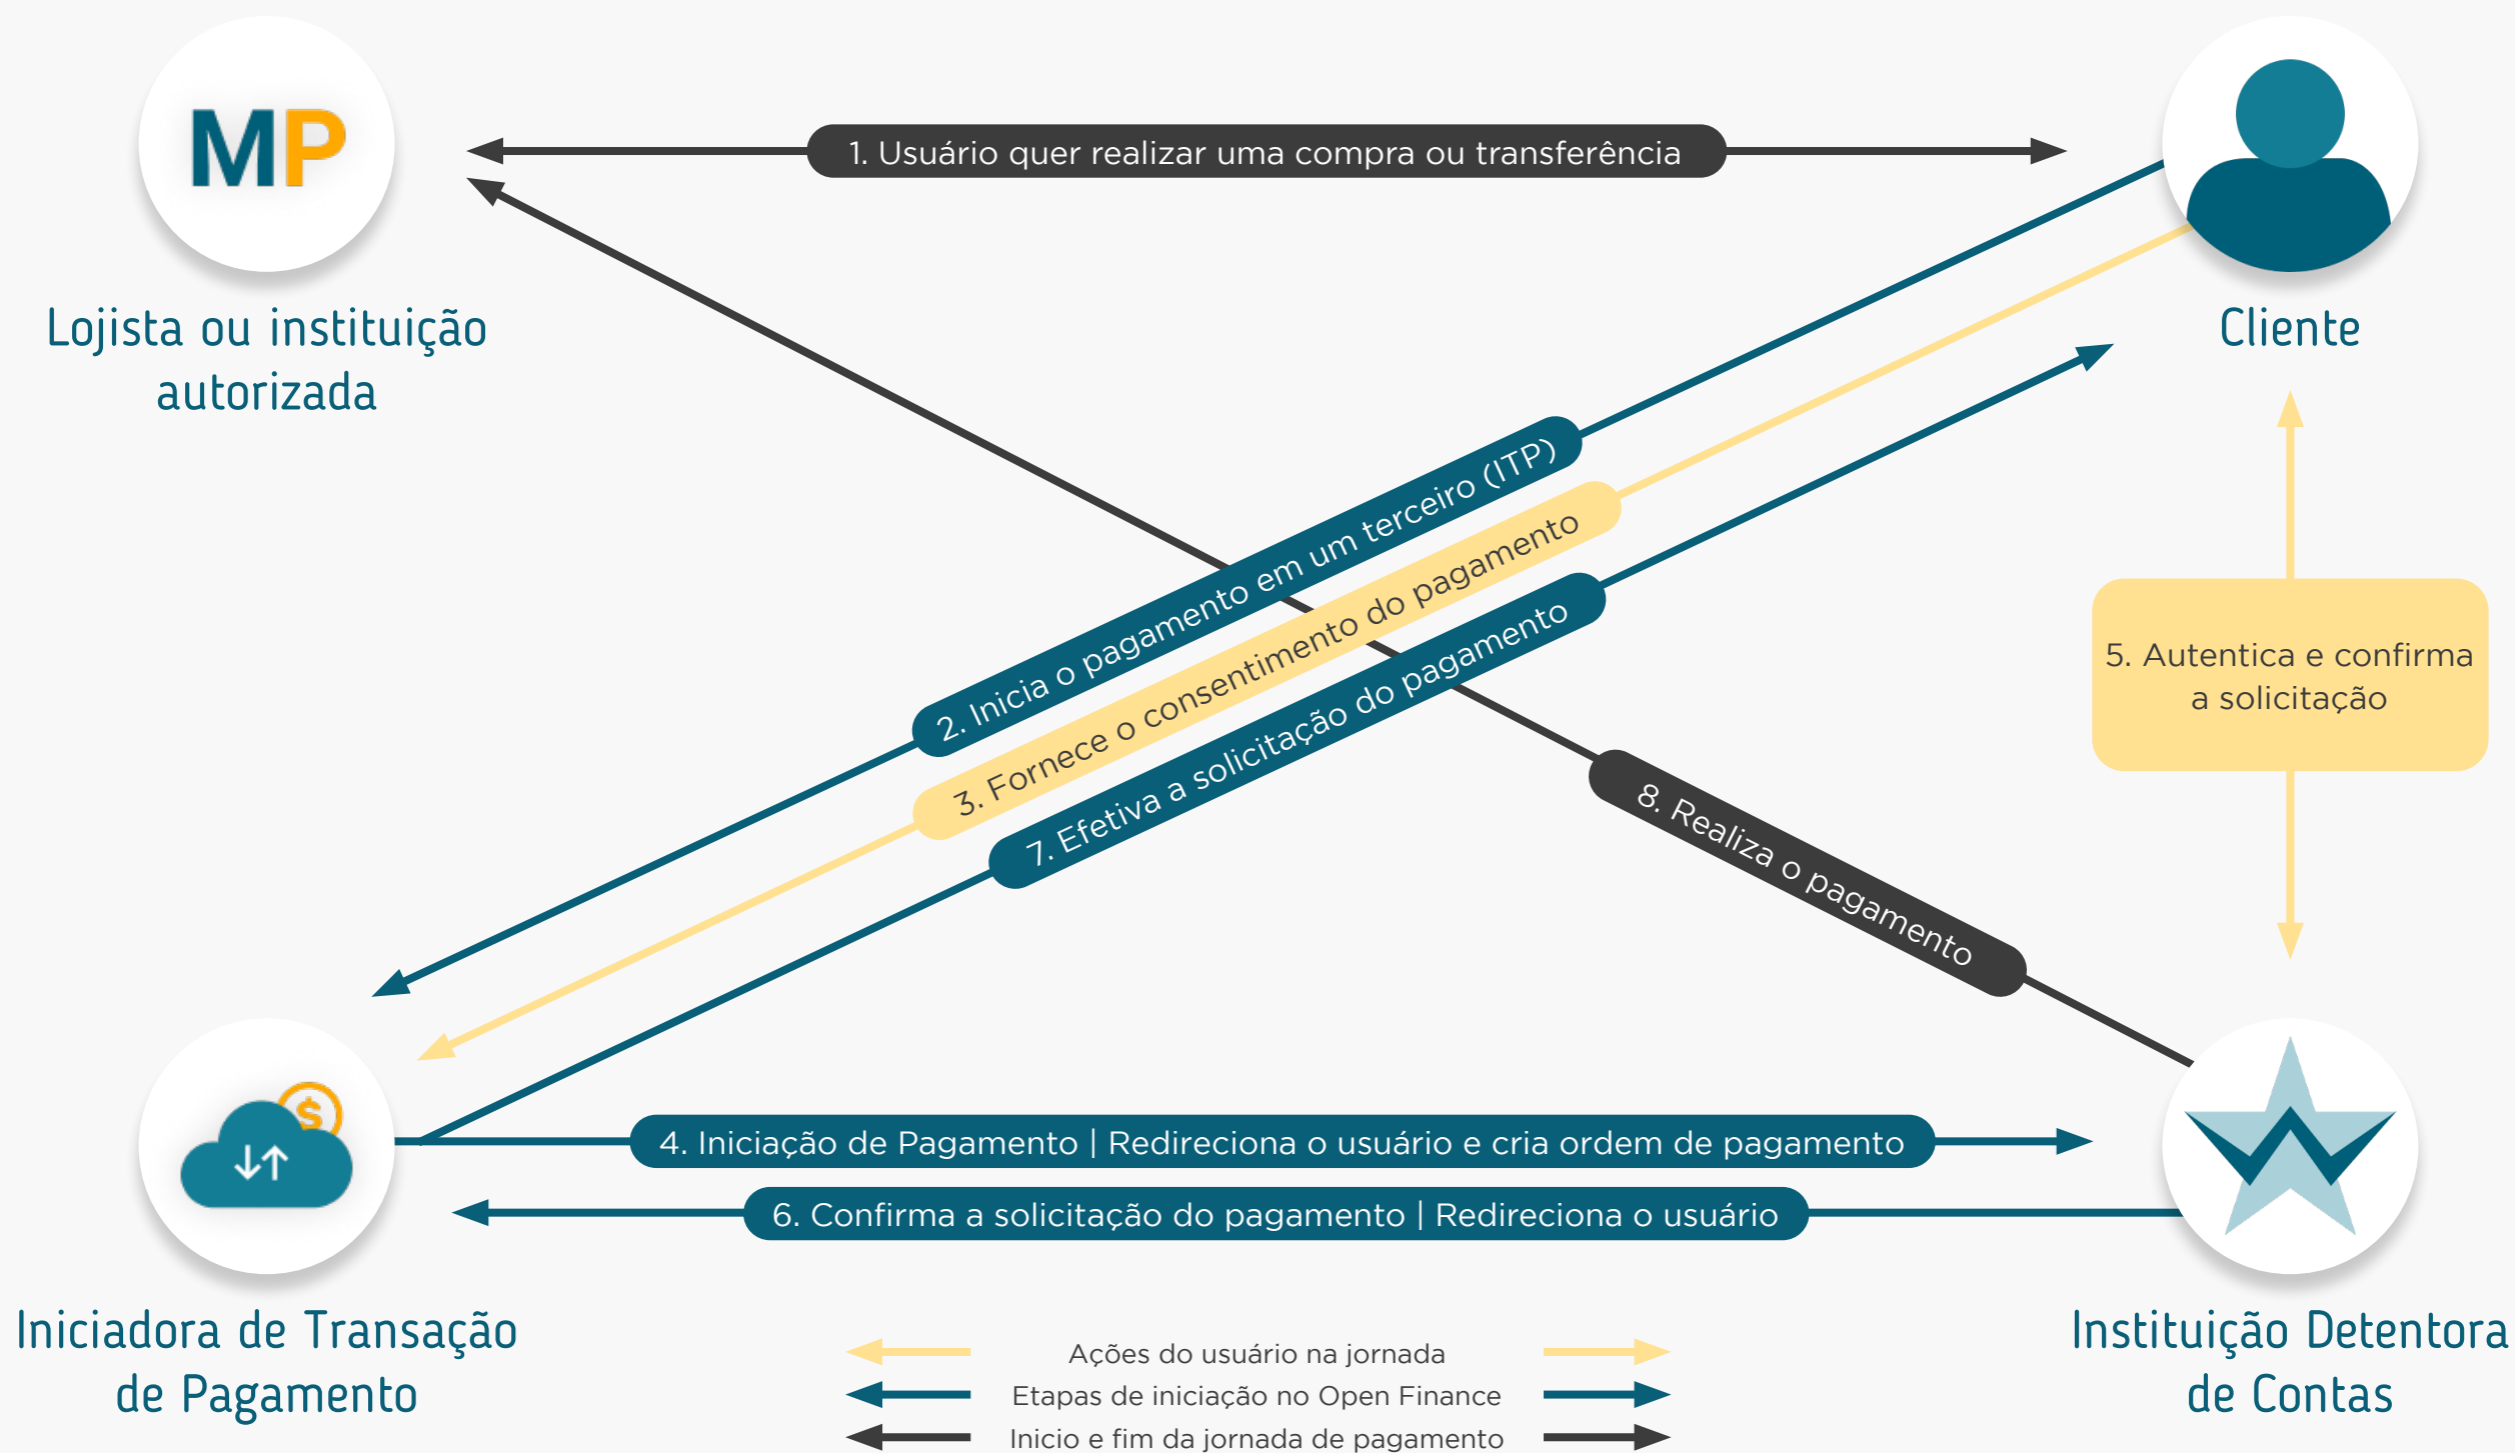 MP
1. Usuário quer realizar uma compra ou transferência
Lojista ou instituição
autorizada
Cliente
2. Inicia o pagamento em um terceiro (ITP)
3. Fornece o consentimento do pagamento
7. Efetiva a solicitação do pagamento
5. Autentica e confirma
a solicitação
8. Realiza o pagamento
$
4. Iniciação de Pagamento | Redireciona o usuário e cria ordem de pagamento
6. Confirma a solicitação do pagamento | Redireciona o usuário
Iniciadora de Transação
de Pagamento
Instituição Detentora
de Contas
Ações do usuário na jornada
Etapas de iniciação no Open Finance
Inicio e fim da jornada de pagamento